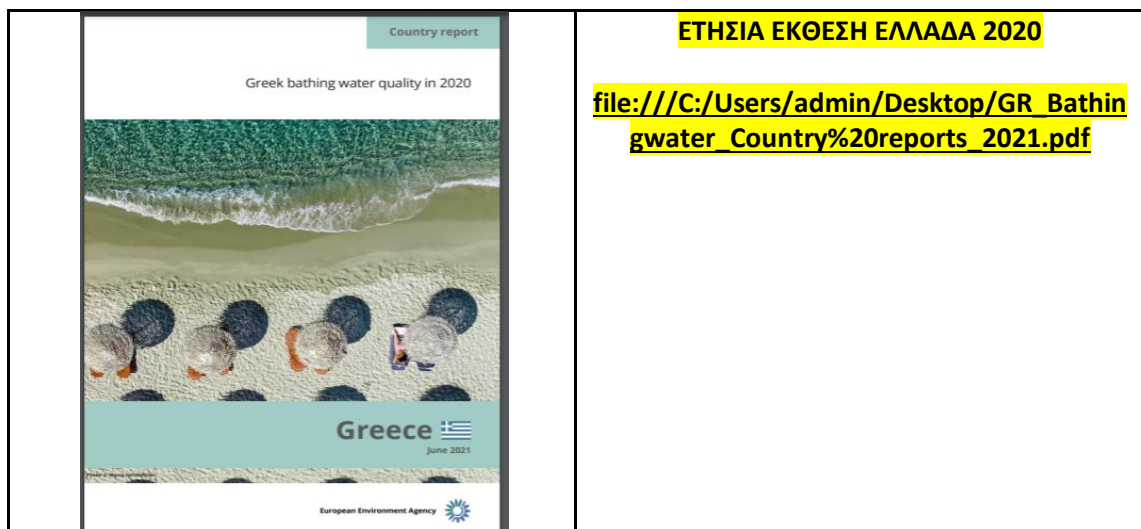 Country report
Greek bathing water quality in 2020
Greece
June 2021
European Environment Agency
ΕΤΗΣΙΑ ΕΚΘΕΣΗ ΕΛΛΑΔΑ 2020
file:///C:/Users/admin/Desktop/GR_Bathin
gwater_Country%20reports_2021.pdf